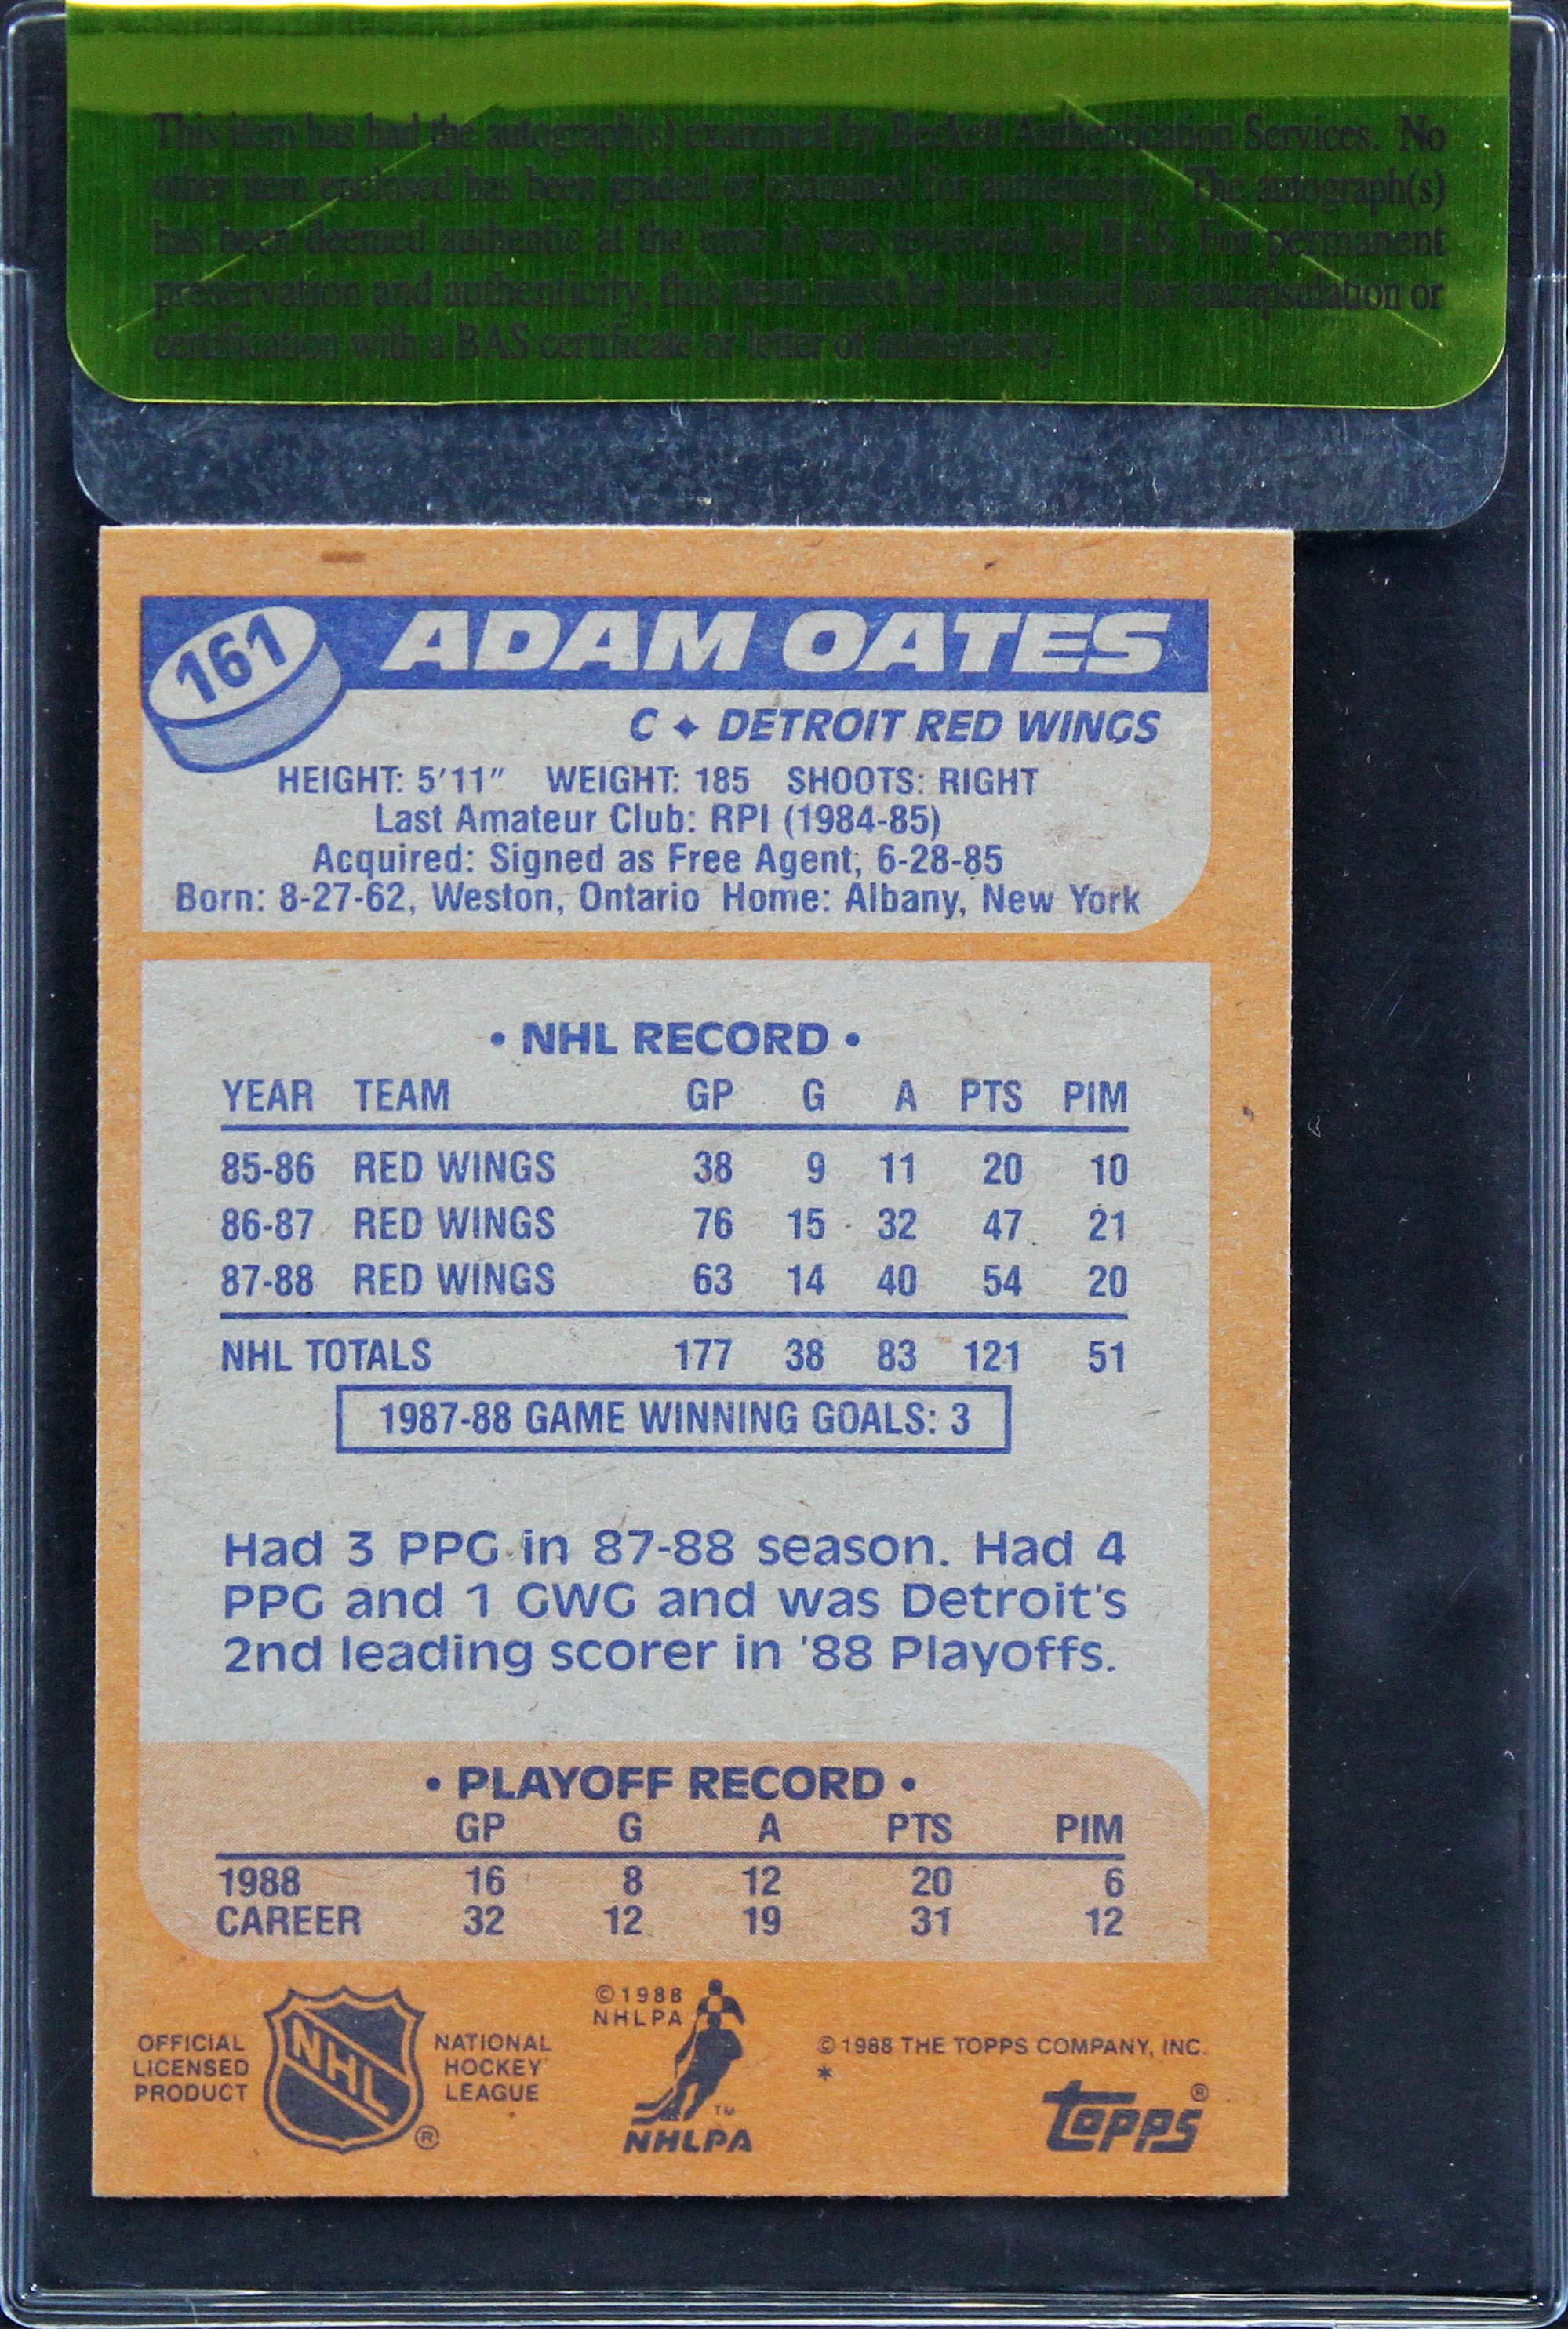 This item has had the autograph(s) examined by Beckett Authentication Services. No
other item enclosed has been graded or examined for authenticity. The autograph(s)
has been deemed authentic at the time it was reviewed by BAS. For permanent
preservation and authenticity, this item must be submitted for encapsulation or
certification with a BAS certificate or letter of authenticity.
161
ADAM OATES
C ✦ DETROIT RED WINGS
HEIGHT: 5'11" WEIGHT: 185 SHOOTS: RIGHT
Last Amateur Club: RPI (1984-85)
Acquired: Signed as Free Agent, 6-28-85
Born: 8-27-62, Weston, Ontario Home: Albany, New York
• NHL RECORD •
YEAR TEAM GP G A PTS PIM
85-86 RED WINGS 38 9 11 20 10
86-87 RED WINGS 76 15 32 47 21
87-88 RED WINGS 63 14 40 54 20
NHL TOTALS 177 38 83 121 51
1987-88 GAME WINNING GOALS: 3
Had 3 PPG in 87-88 season. Had 4
PPG and 1 GWG and was Detroit's
2nd leading scorer in '88 Playoffs.
• PLAYOFF RECORD •
GP G A PTS PIM
1988 16 8 12 20 6
CAREER 32 12 19 31 12
OFFICIAL
LICENSED
PRODUCT
NHL
®
NATIONAL
HOCKEY
LEAGUE
©1988
NHLPA
TM
NHLPA
©1988 THE TOPPS COMPANY, INC.
*
topps ®